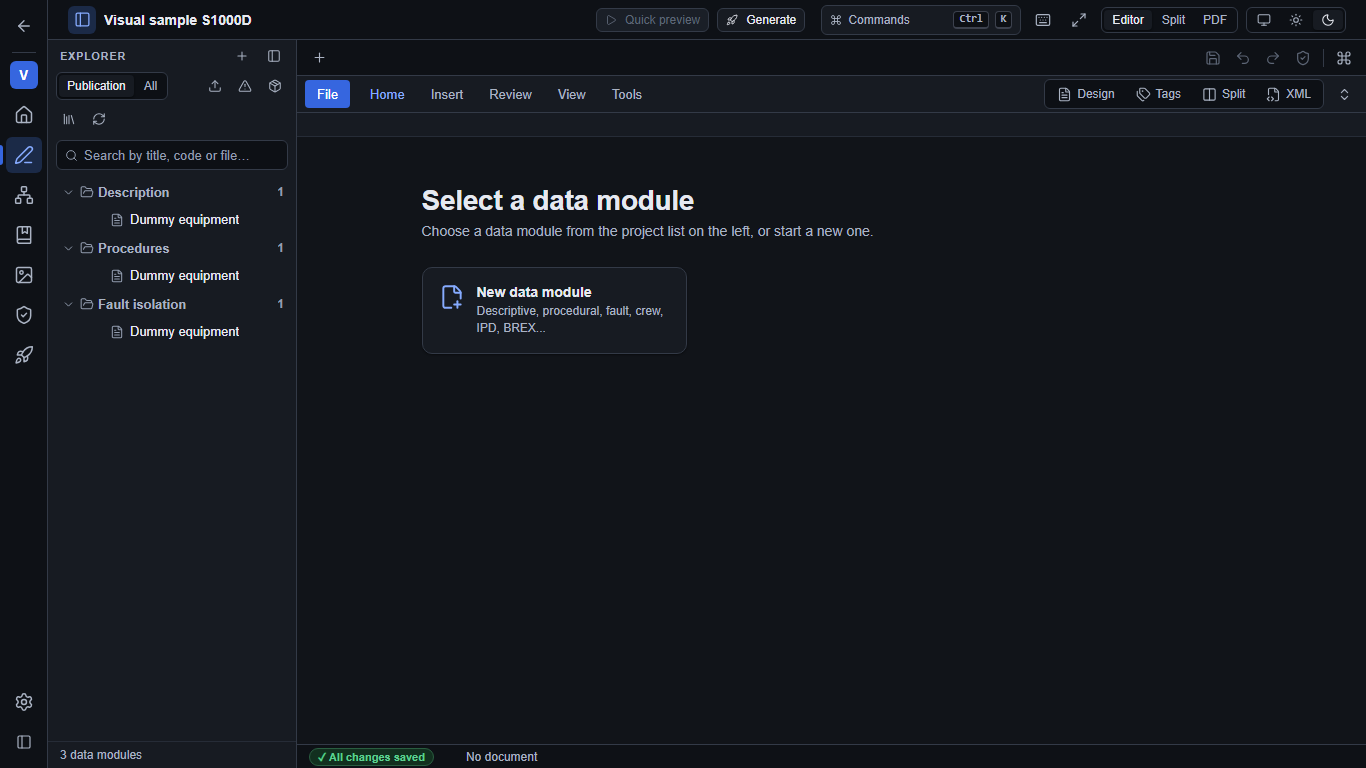 Visual sample S1000D
Quick preview
Generate
Commands
Ctrl
K
Editor
Split
PDF
V
EXPLORER
Publication
All
Search by title, code or file…
Description
1
Dummy equipment
Procedures
1
Dummy equipment
Fault isolation
1
Dummy equipment
3 data modules
File
Home
Insert
Review
View
Tools
Design
Tags
Split
XML
Select a data module
Choose a data module from the project list on the left, or start a new one.
New data module
Descriptive, procedural, fault, crew,
IPD, BREX...
✓ All changes saved
No document